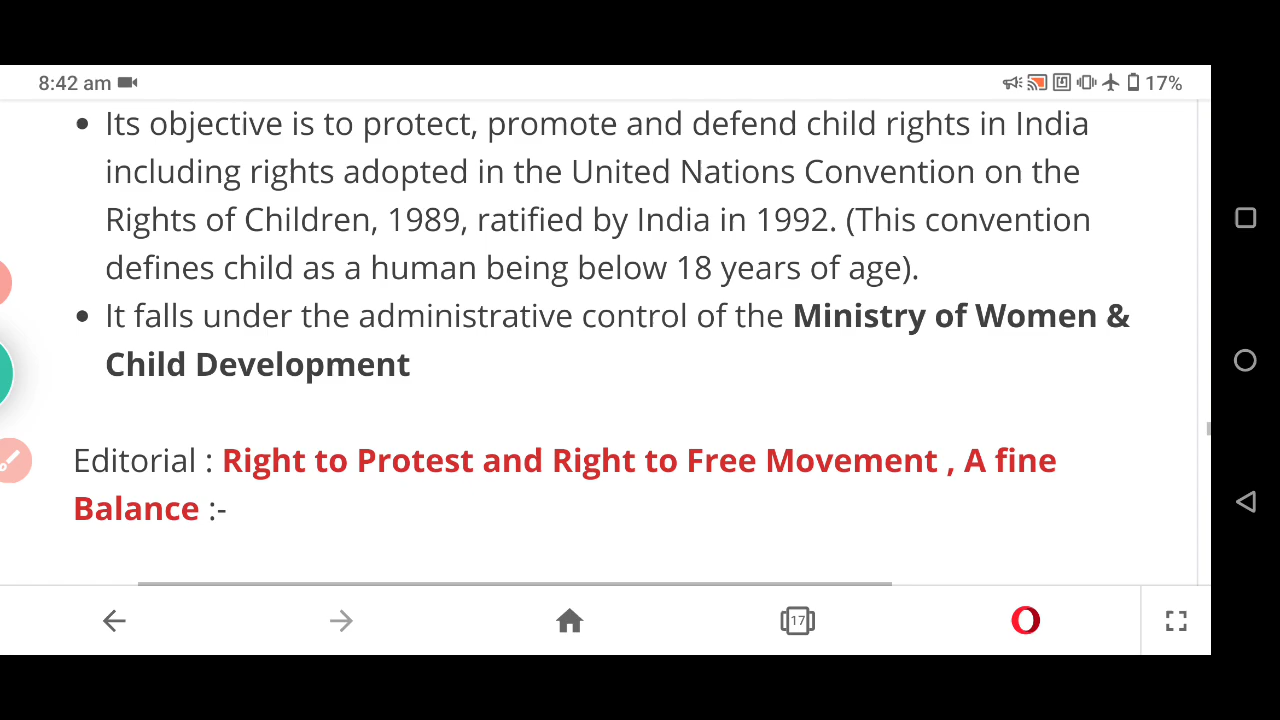 8:42 am
17%
Its objective is to protect, promote and defend child rights in India
including rights adopted in the United Nations Convention on the
Rights of Children, 1989, ratified by India in 1992. (This convention
defines child as a human being below 18 years of age).
It falls under the administrative control of the Ministry of Women &
Child Development
Editorial : Right to Protest and Right to Free Movement , A fine
Balance :-
17